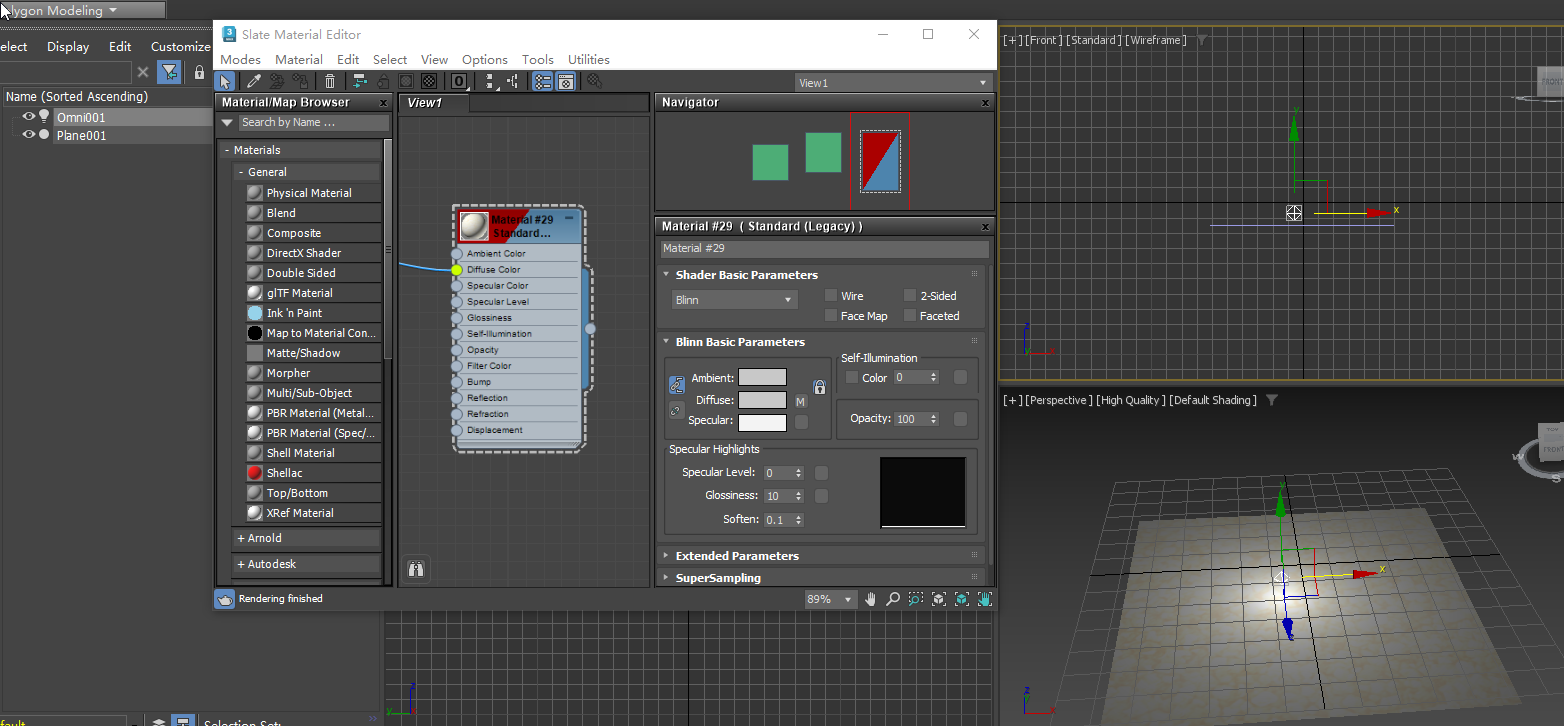 olygon Modeling
elect Display Edit Customize
Name (Sorted Ascending)
Omni001
Plane001
Slate Material Editor
Modes Material Edit Select View Options Tools Utilities
0
View1
Material/Map Browser x
Search by Name ...
- Materials
- General
Physical Material
Blend
Composite
DirectX Shader
Double Sided
glTF Material
Ink 'n Paint
Map to Material Con...
Matte/Shadow
Morpher
Multi/Sub-Object
PBR Material (Metal...
PBR Material (Spec/...
Shell Material
Shellac
Top/Bottom
XRef Material
+ Arnold
+ Autodesk
View1
Material #29
Standard...
Ambient Color
Diffuse Color
Specular Color
Specular Level
Glossiness
Self-Illumination
Opacity
Filter Color
Bump
Reflection
Refraction
Displacement
Navigator x
Material #29 ( Standard (Legacy) ) x
Material #29
Shader Basic Parameters
Blinn
Wire 2-Sided
Face Map Faceted
Blinn Basic Parameters
Ambient:
Diffuse: M
Specular:
Self-Illumination
Color 0
Opacity: 100
Specular Highlights
Specular Level: 0
Glossiness: 10
Soften: 0.1
Extended Parameters
SuperSampling
Rendering finished
89%
[+] [Front ] [Standard ] [Wireframe ]
FRONT
y
x
z
x
[+] [Perspective ] [High Quality ] [Default Shading ]
FRONT
W
S
y
x
z
x
z
y
fault
Selection Set: